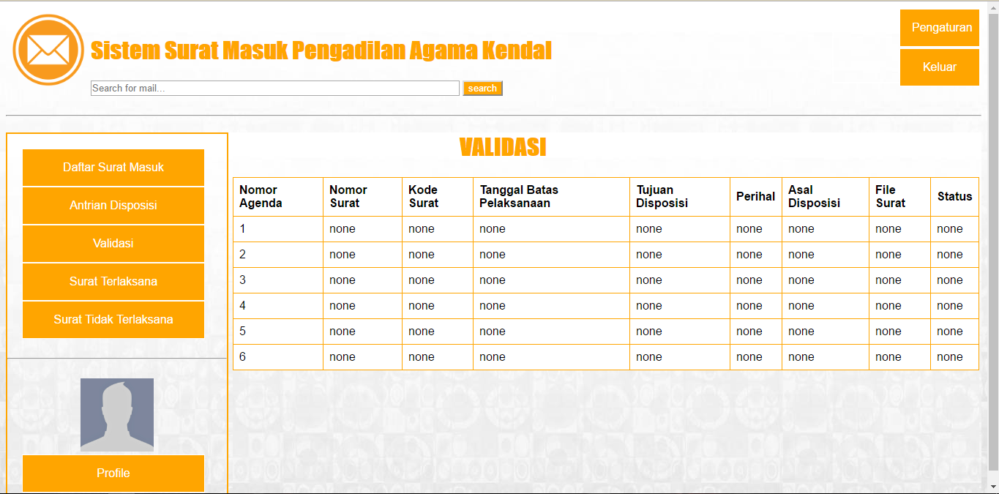 Pengaturan
Sistem Surat Masuk Pengadilan Agama Kendal
Keluar
Search for mail... search
VALIDASI
Daftar Surat Masuk
Antrian Disposisi
Validasi
Surat Terlaksana
Surat Tidak Terlaksana
Profile
Nomor Agenda Nomor Surat Kode Surat Tanggal Batas Pelaksanaan Tujuan Disposisi Perihal Asal Disposisi File Surat Status
1 none none none none none none none none
2 none none none none none none none none
3 none none none none none none none none
4 none none none none none none none none
5 none none none none none none none none
6 none none none none none none none none